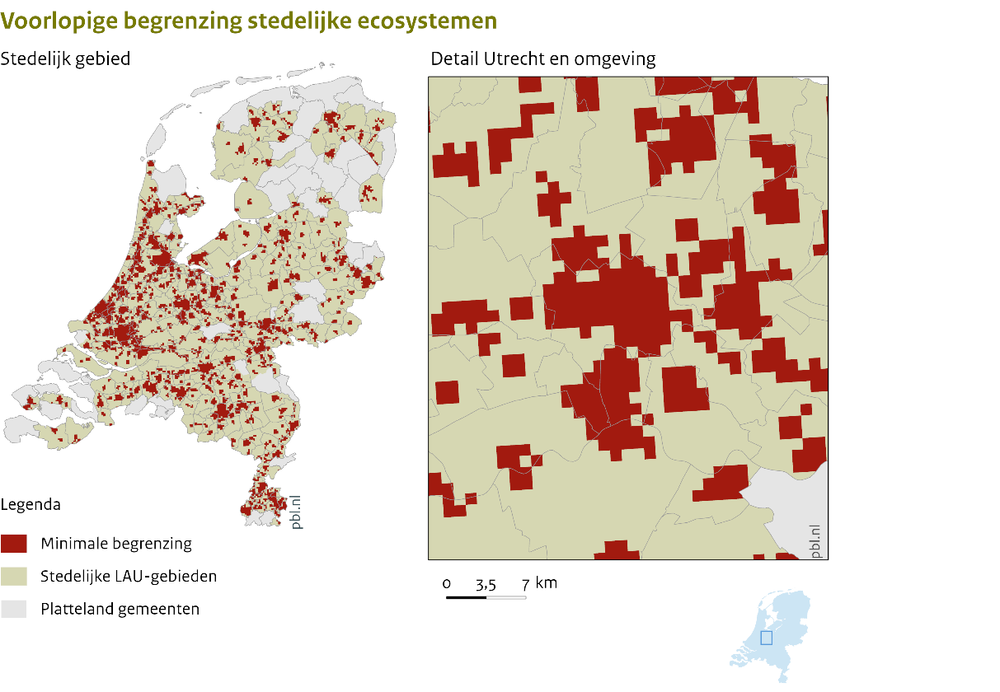 Voorlopige begrenzing stedelijke ecosystemen
Stedelijk gebied
Detail Utrecht en omgeving
Legenda
pbl.nl
Minimale begrenzing
Stedelijke LAU-gebieden
Platteland gemeenten
pbl.nl
0 3,5 7 km